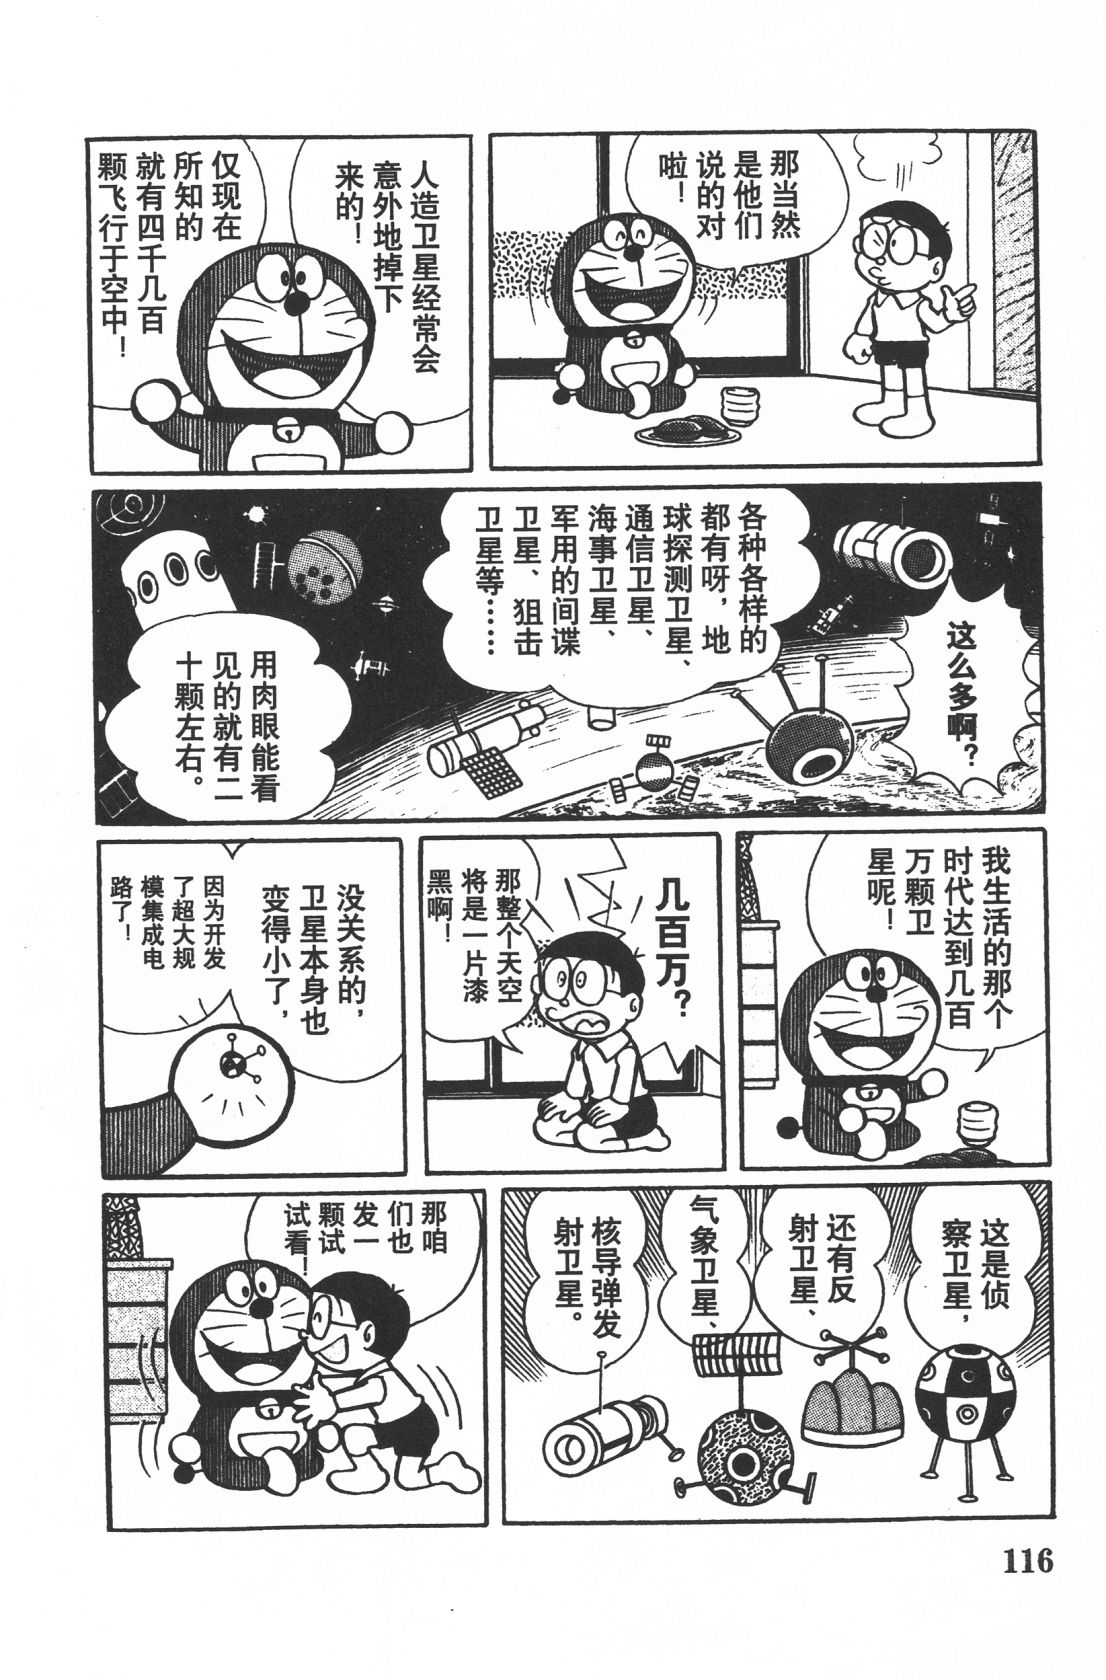 那当然
是他们
说的对
啦！
人造卫星经常会
意外地掉下
来的！
仅现在
所知的
就有四千几百
颗飞行于空中！
这么多啊？
各种各样的
都有呀，地
球探测卫星、
通信卫星、
海事卫星、
军用的间谍
卫星、狙击
卫星等……
用肉眼能看
见的就有二
十颗左右。
我生活的那个
时代达到几百
万颗卫
星呢！
几百万？
那整个天空
将是一片漆
黑啊！
没关系的，
卫星本身也
变得小了，
因为开发
了超大规
模集成电
路了！
这是侦
察卫星，
还有反
射卫星、
气象卫星、
核导弹发
射卫星。
那咱
们也
发一
颗试
试看！
116